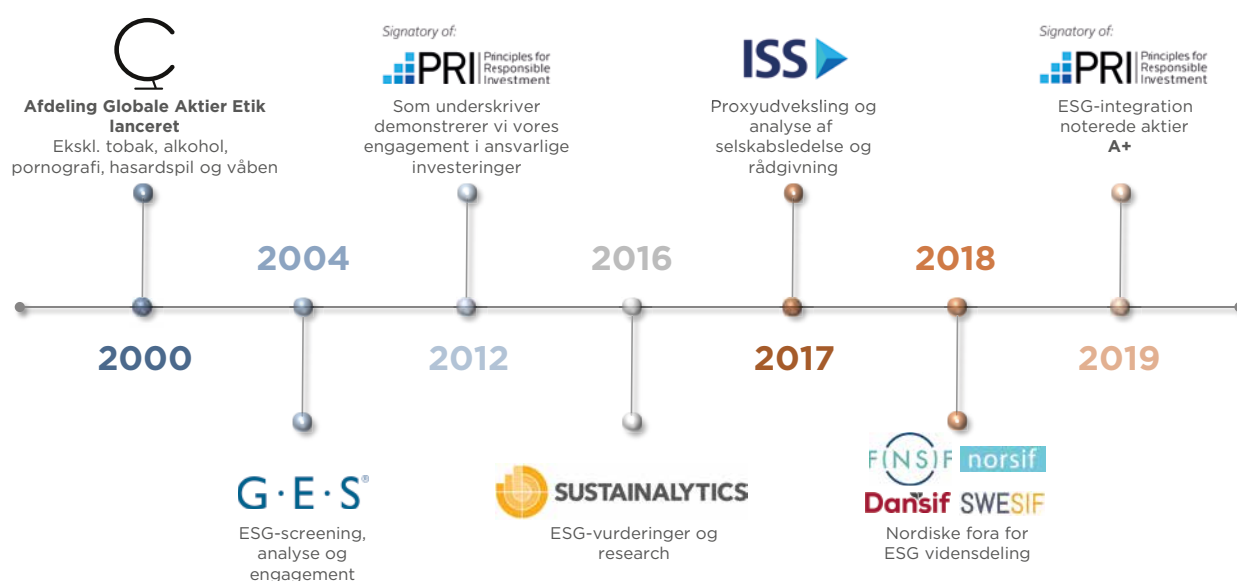 Afdeling Globale Aktier Etik
lanceret
Ekskl. tobak, alkohol,
pornografi, hasardspil og våben
2000
2004
G·E·S®
ESG-screening,
analyse og
engagement
Signatory of:
PRI Principles for
Responsible
Investment
Som underskriver
demonstrerer vi vores
engagement i ansvarlige
investeringer
2012
2016
SUSTAINALYTICS
ESG-vurderinger og
research
ISS
Proxyudveksling og
analyse af
selskabsledelse og
rådgivning
2017
2018
F(NS)F norsif
Dansif SWESIF
Nordiske fora for
ESG vidensdeling
Signatory of:
PRI Principles for
Responsible
Investment
ESG-integration
noterede aktier
A+
2019